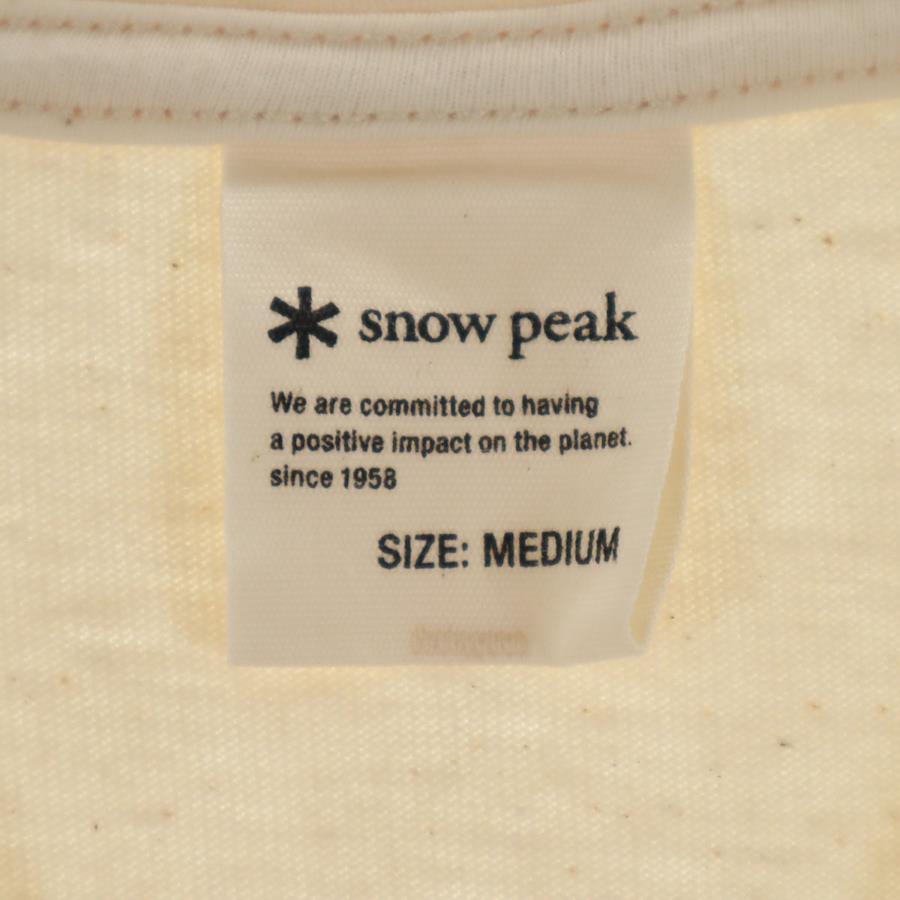 snow peak
We are committed to having
a positive impact on the planet.
since 1958
SIZE: MEDIUM